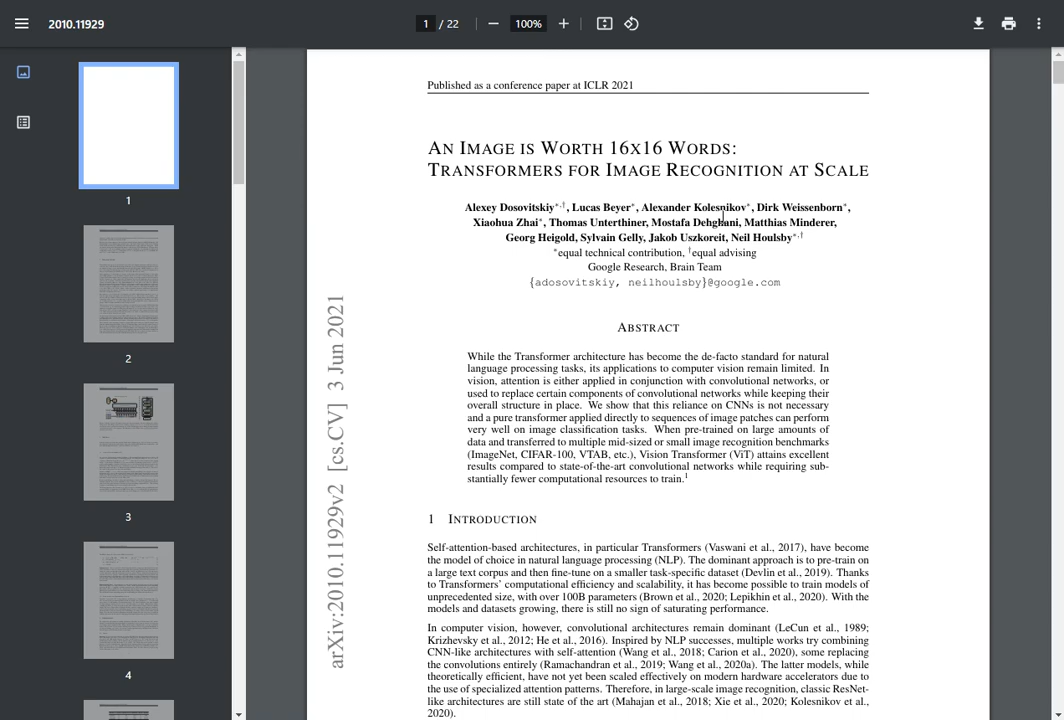 2010.11929
1 / 22
100%
1
2
3
4
Published as a conference paper at ICLR 2021
AN IMAGE IS WORTH 16X16 WORDS:
TRANSFORMERS FOR IMAGE RECOGNITION AT SCALE
Alexey Dosovitskiy*,†, Lucas Beyer*, Alexander Kolesnikov*, Dirk Weissenborn*,
Xiaohua Zhai*, Thomas Unterthiner, Mostafa Dehghani, Matthias Minderer,
Georg Heigold, Sylvain Gelly, Jakob Uszkoreit, Neil Houlsby*,†
*equal technical contribution, †equal advising
Google Research, Brain Team
{adosovitskiy, neilhoulsby}@google.com
ABSTRACT
While the Transformer architecture has become the de-facto standard for natural
language processing tasks, its applications to computer vision remain limited. In
vision, attention is either applied in conjunction with convolutional networks, or
used to replace certain components of convolutional networks while keeping their
overall structure in place. We show that this reliance on CNNs is not necessary
and a pure transformer applied directly to sequences of image patches can perform
very well on image classification tasks. When pre-trained on large amounts of
data and transferred to multiple mid-sized or small image recognition benchmarks
(ImageNet, CIFAR-100, VTAB, etc.), Vision Transformer (ViT) attains excellent
results compared to state-of-the-art convolutional networks while requiring sub-
stantially fewer computational resources to train.1
1 INTRODUCTION
Self-attention-based architectures, in particular Transformers (Vaswani et al., 2017), have become
the model of choice in natural language processing (NLP). The dominant approach is to pre-train on
a large text corpus and then fine-tune on a smaller task-specific dataset (Devlin et al., 2019). Thanks
to Transformers' computational efficiency and scalability, it has become possible to train models of
unprecedented size, with over 100B parameters (Brown et al., 2020; Lepikhin et al., 2020). With the
models and datasets growing, there is still no sign of saturating performance.
In computer vision, however, convolutional architectures remain dominant (LeCun et al., 1989;
Krizhevsky et al., 2012; He et al., 2016). Inspired by NLP successes, multiple works try combining
CNN-like architectures with self-attention (Wang et al., 2018; Carion et al., 2020), some replacing
the convolutions entirely (Ramachandran et al., 2019; Wang et al., 2020a). The latter models, while
theoretically efficient, have not yet been scaled effectively on modern hardware accelerators due to
the use of specialized attention patterns. Therefore, in large-scale image recognition, classic ResNet-
like architectures are still state of the art (Mahajan et al., 2018; Xie et al., 2020; Kolesnikov et al.,
2020).
arXiv:2010.11929v2 [cs.CV] 3 Jun 2021